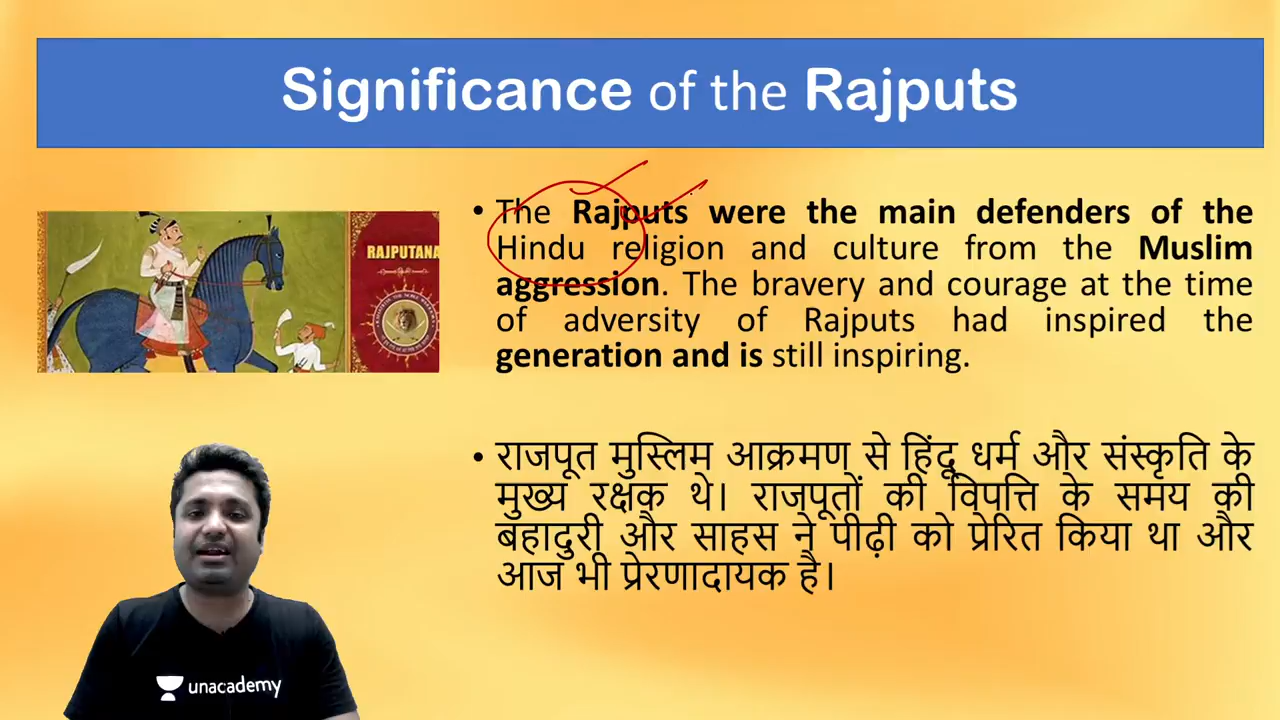 Significance of the Rajputs
RAJPUTANA
• The Rajputs were the main defenders of the
Hindu religion and culture from the Muslim
aggression. The bravery and courage at the time
of adversity of Rajputs had inspired the
generation and is still inspiring.
• राजपूत मुस्लिम आक्रमण से हिंदू धर्म और संस्कृति के
मुख्य रक्षक थे। राजपूतों की विपत्ति के समय की
बहादुरी और साहस ने पीढ़ी को प्रेरित किया था और
आज भी प्रेरणादायक है।
unacademy